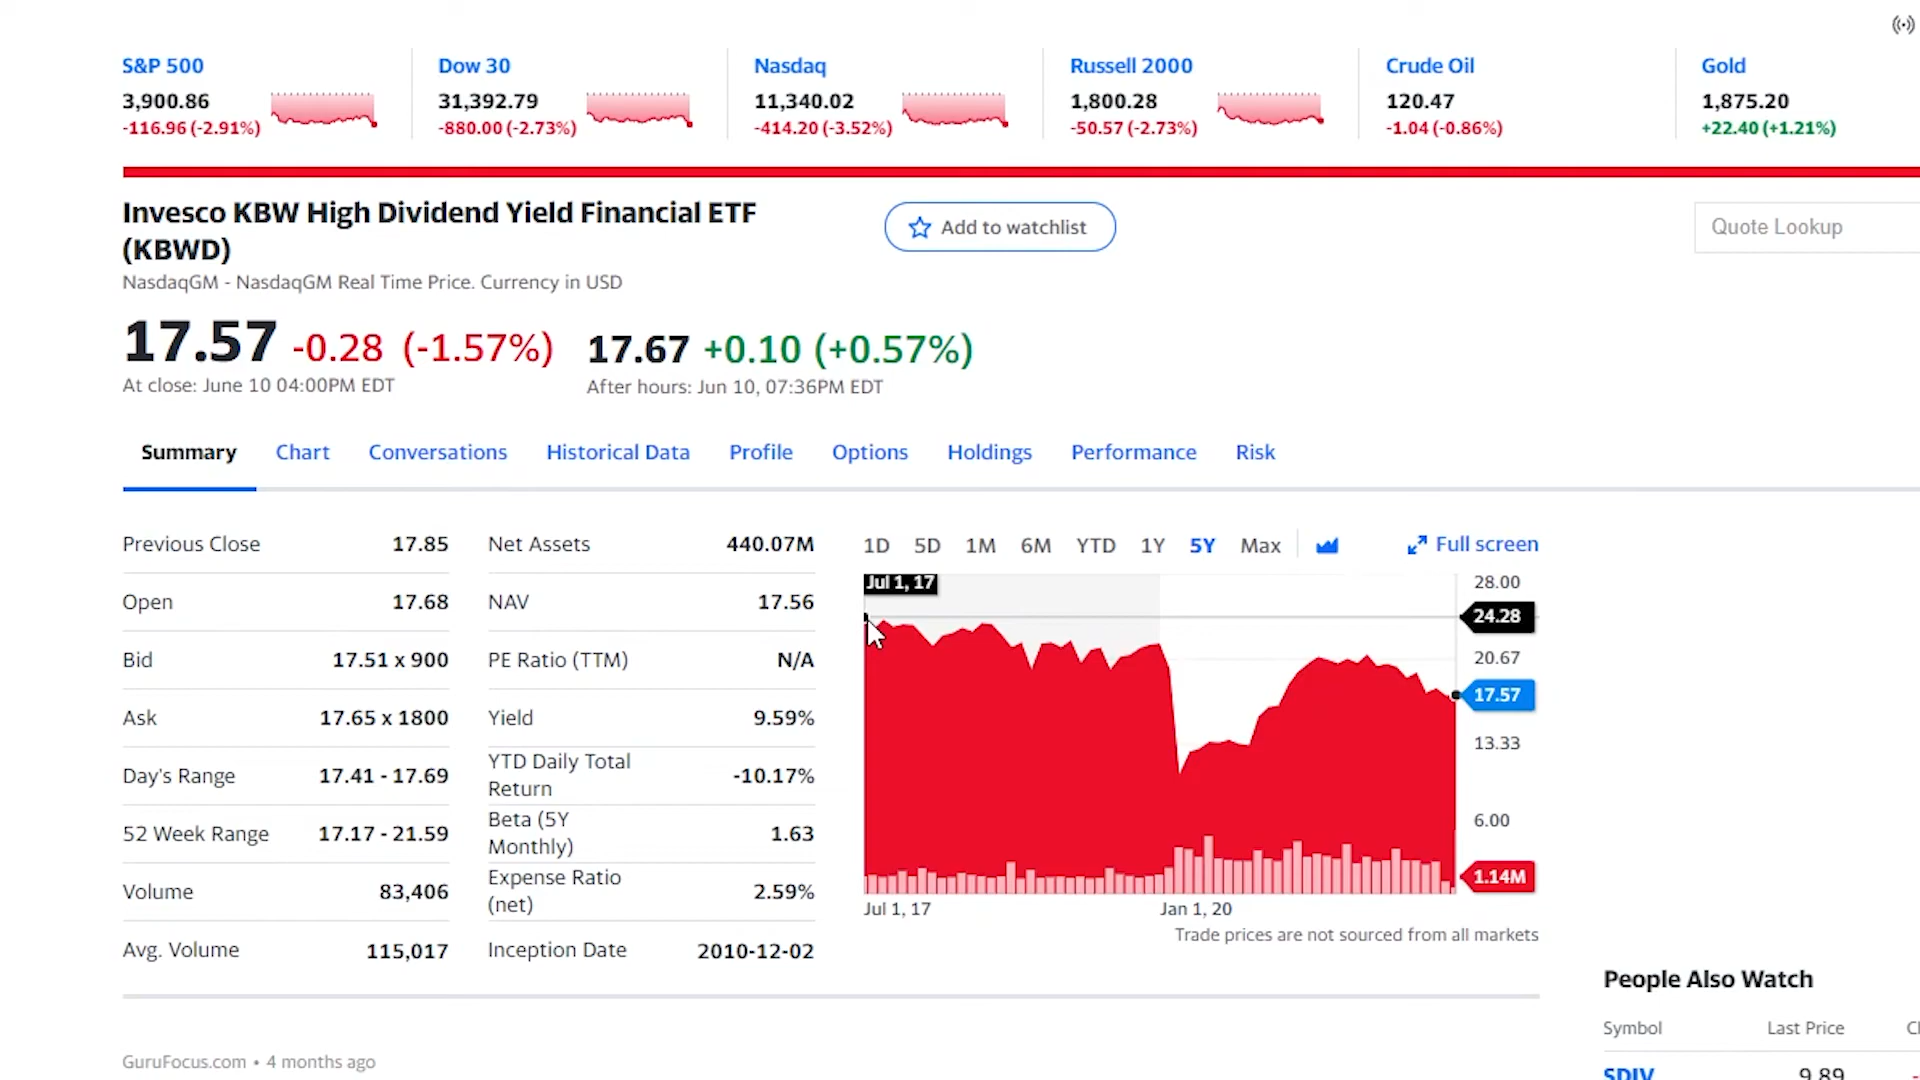 S&P 500
3,900.86
-116.96 (-2.91%)
Dow 30
31,392.79
-880.00 (-2.73%)
Nasdaq
11,340.02
-414.20 (-3.52%)
Russell 2000
1,800.28
-50.57 (-2.73%)
Crude Oil
120.47
-1.04 (-0.86%)
Gold
1,875.20
+22.40 (+1.21%)
Invesco KBW High Dividend Yield Financial ETF
(KBWD)
NasdaqGM - NasdaqGM Real Time Price. Currency in USD
Add to watchlist
Quote Lookup
17.57 -0.28 (-1.57%)
At close: June 10 04:00PM EDT
17.67 +0.10 (+0.57%)
After hours: Jun 10, 07:36PM EDT
Summary Chart Conversations Historical Data Profile Options Holdings Performance Risk
Previous Close 17.85
Open 17.68
Bid 17.51 x 900
Ask 17.65 x 1800
Day's Range 17.41 - 17.69
52 Week Range 17.17 - 21.59
Volume 83,406
Avg. Volume 115,017
Net Assets 440.07M
NAV 17.56
PE Ratio (TTM) N/A
Yield 9.59%
YTD Daily Total
Return -10.17%
Beta (5Y
Monthly) 1.63
Expense Ratio
(net) 2.59%
Inception Date 2010-12-02
1D 5D 1M 6M YTD 1Y 5Y Max Full screen
Jul 1, 17
28.00
24.28
20.67
17.57
13.33
6.00
1.14M
Jul 1, 17 Jan 1, 20
Trade prices are not sourced from all markets
People Also Watch
Symbol Last Price
SDIV 9.89
GuruFocus.com • 4 months ago